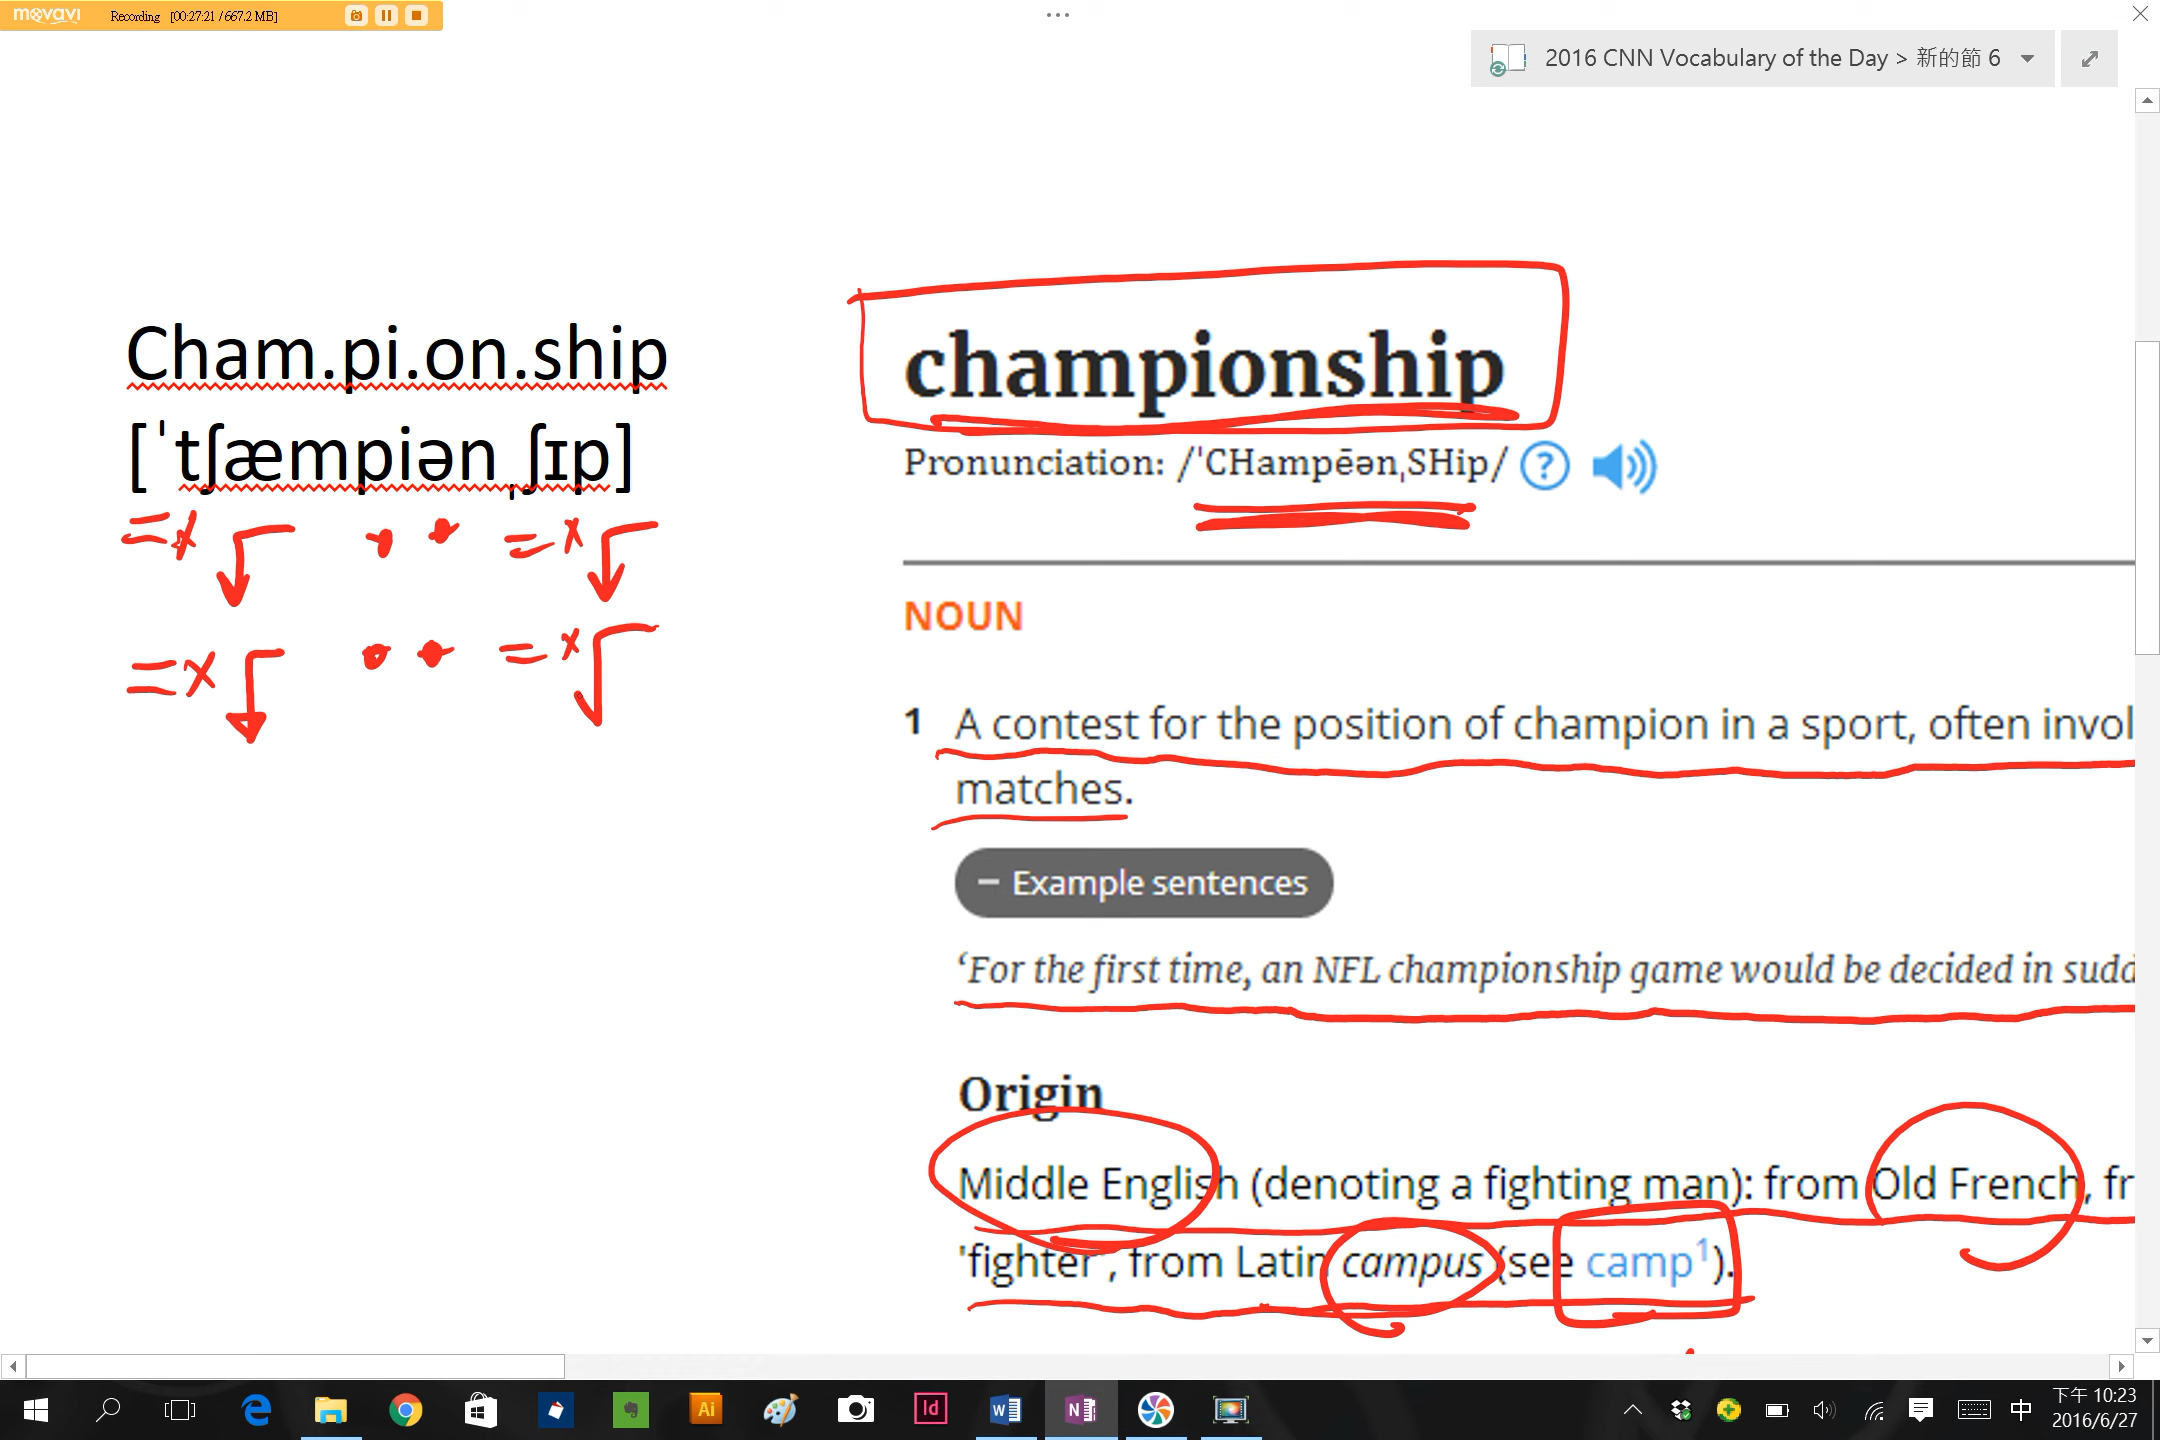 movavi Recording [00:27:21 / 667.2 MB]
2016 CNN Vocabulary of the Day > 新的節 6
Cham.pi.on.ship
[ˈtʃæmpiənˌʃɪp]
championship
Pronunciation: /ˈCHampēənˌSHip/ ?
NOUN
1 A contest for the position of champion in a sport, often invol
matches.
– Example sentences
‘For the first time, an NFL championship game would be decided in sudd
Origin
Middle English (denoting a fighting man): from Old French, fr
'fighter', from Latin campus (see camp¹).
Ai
Id
中
下午 10:23
2016/6/27